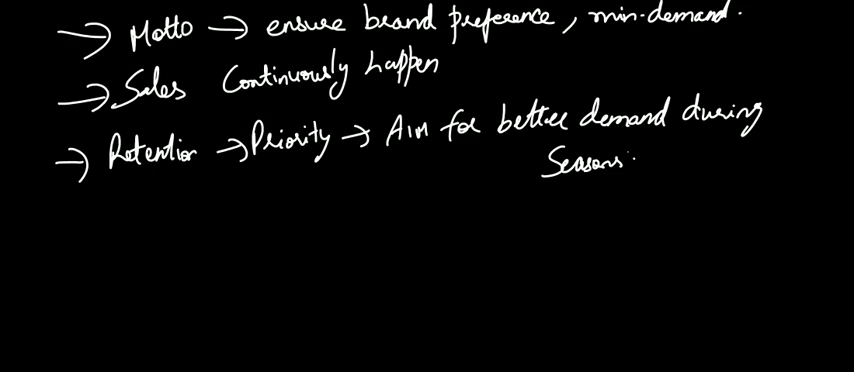 → Motto → ensure brand preference, min-demand.
→ Sales Continuously happen
→ Retention → Priority → Aim for better demand during
Seasons.